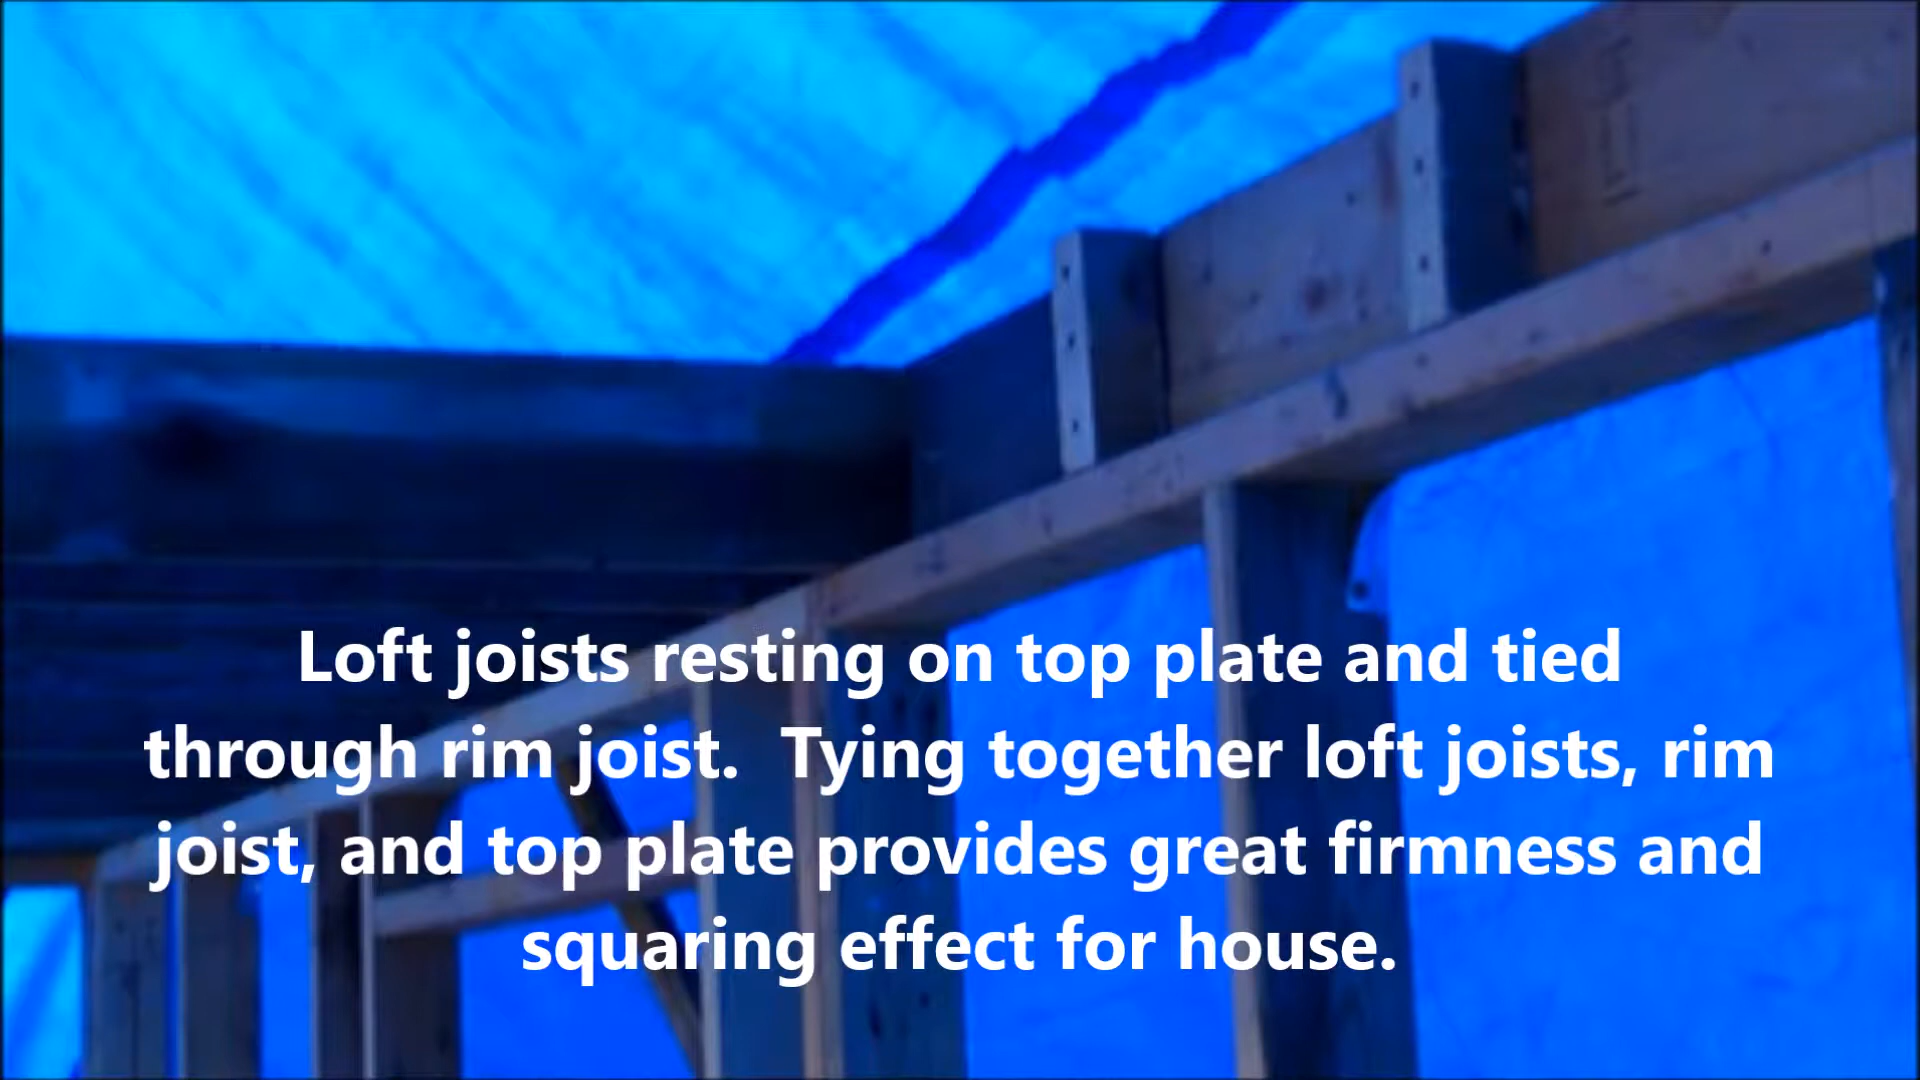 Loft joists resting on top plate and tied
through rim joist.  Tying together loft joists, rim
joist, and top plate provides great firmness and
squaring effect for house.